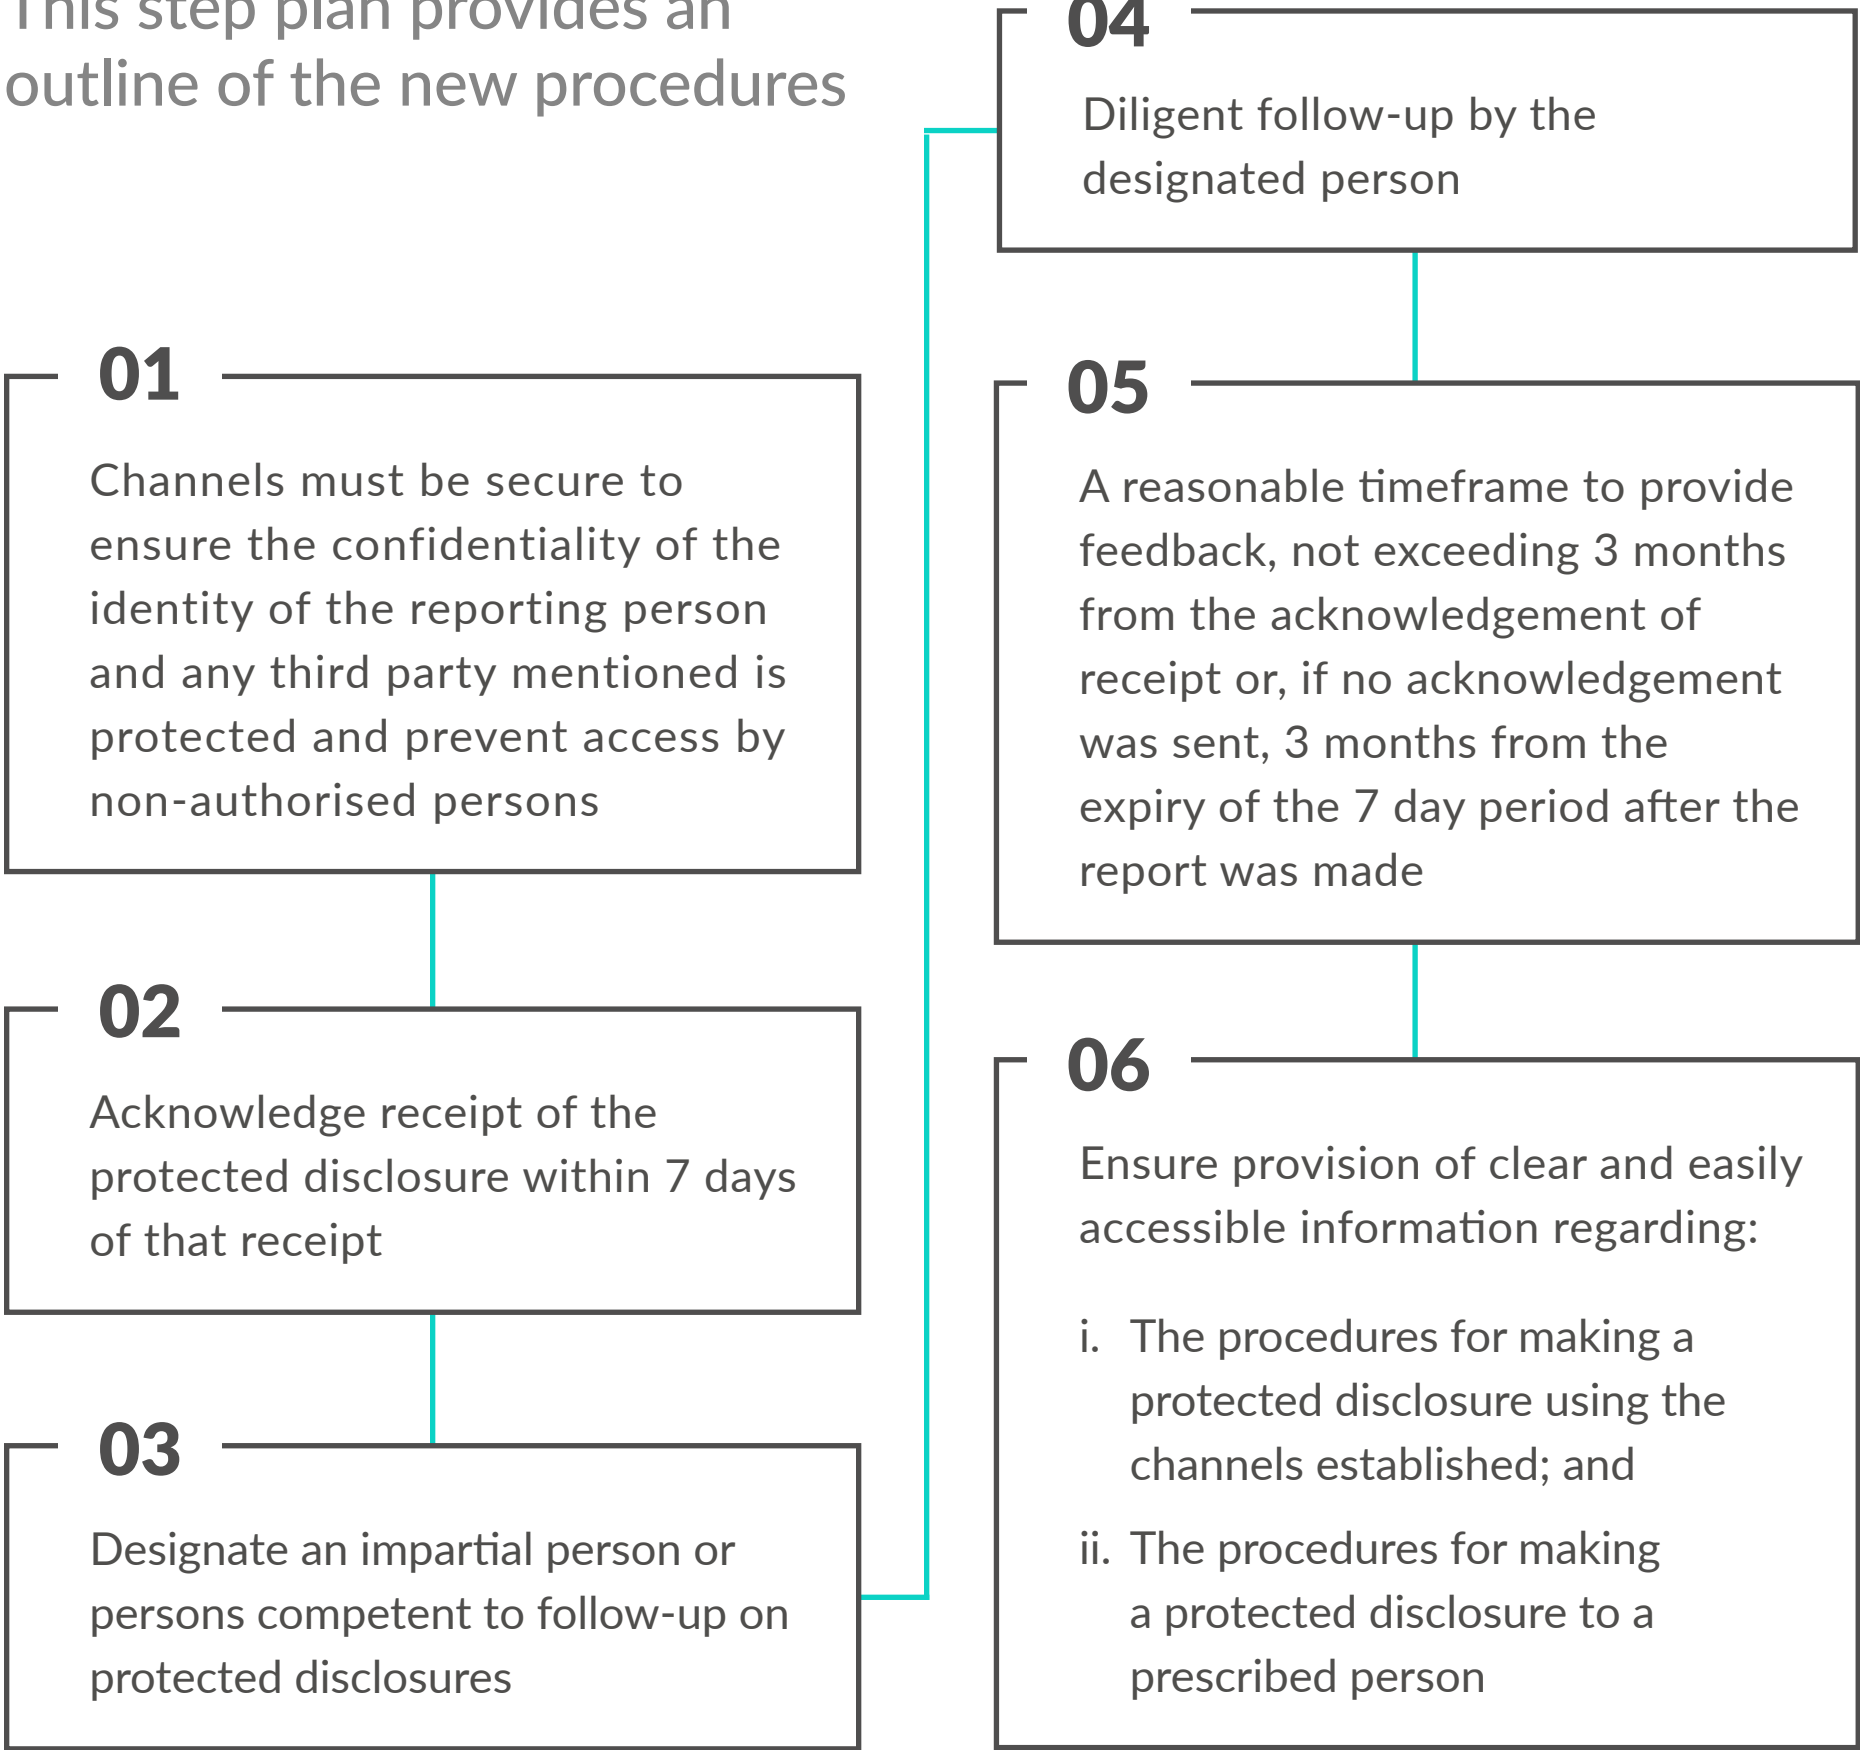 This step plan provides an
outline of the new procedures
01
Channels must be secure to
ensure the confidentiality of the
identity of the reporting person
and any third party mentioned is
protected and prevent access by
non-authorised persons
02
Acknowledge receipt of the
protected disclosure within 7 days
of that receipt
03
Designate an impartial person or
persons competent to follow-up on
protected disclosures
04
Diligent follow-up by the
designated person
05
A reasonable timeframe to provide
feedback, not exceeding 3 months
from the acknowledgement of
receipt or, if no acknowledgement
was sent, 3 months from the
expiry of the 7 day period after the
report was made
06
Ensure provision of clear and easily
accessible information regarding:
i. The procedures for making a
protected disclosure using the
channels established; and
ii. The procedures for making
a protected disclosure to a
prescribed person